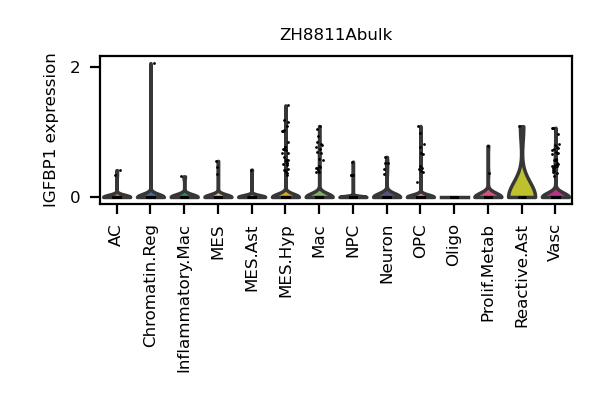 ZH8811Abulk
IGFBP1 expression
2
0
AC
Chromatin.Reg
Inflammatory.Mac
MES
MES.Ast
MES.Hyp
Mac
NPC
Neuron
OPC
Oligo
Prolif.Metab
Reactive.Ast
Vasc